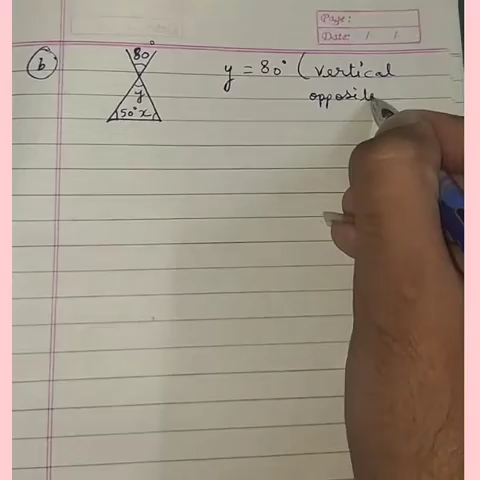 Page:
Date: / /
b
80°
y = 80° ( vertical
opposite
y
50° x